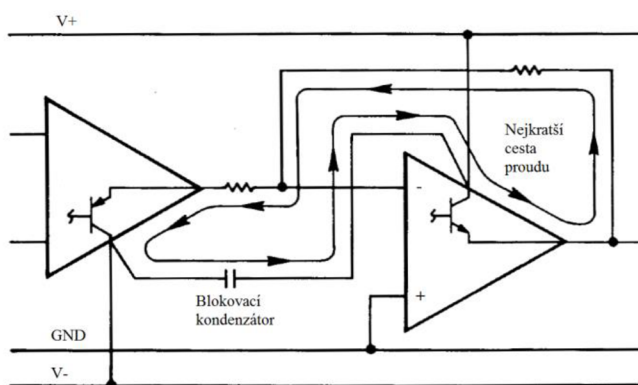 V+
Nejkratší
cesta
proudu
-
+
Blokovací
kondenzátor
GND
V-